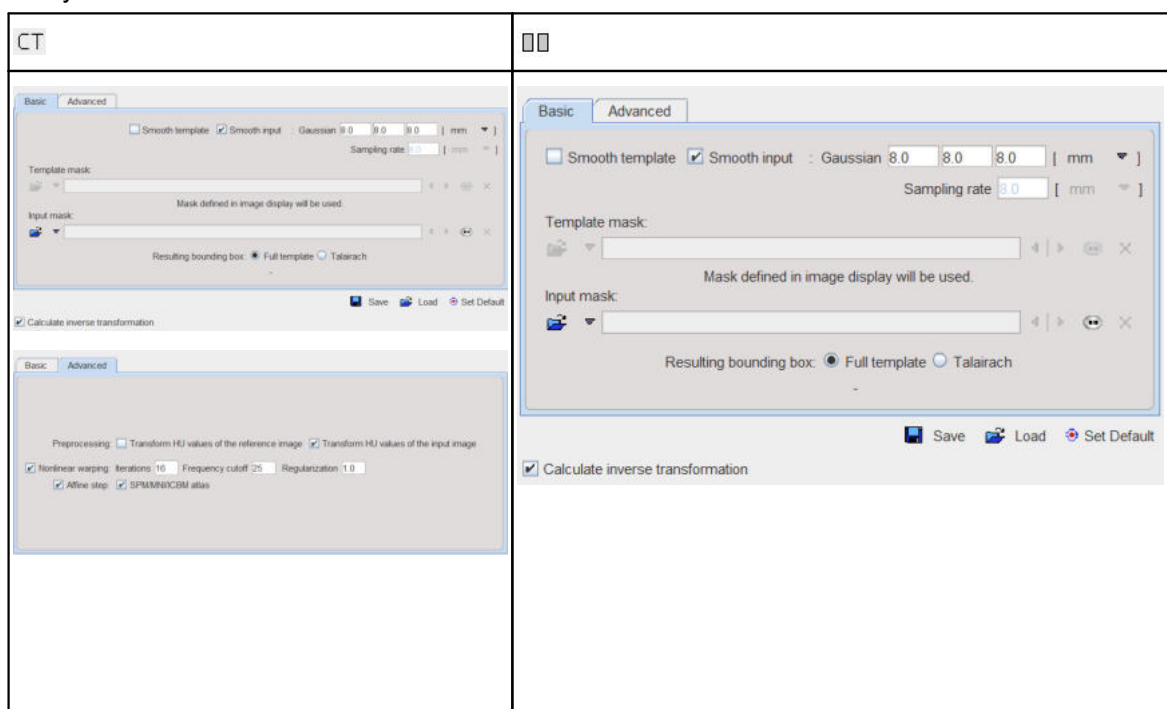 CT
Basic Advanced
Smooth template Smooth input : Gaussian 8.0 8.0 8.0 [ mm ]
Sampling rate 8.0 [ mm ]
Template mask:
Mask defined in image display will be used.
Input mask:
Resulting bounding box: Full template Talairach
-
Save Load Set Default
Calculate inverse transformation
Basic Advanced
Preprocessing: Transform HU values of the reference image Transform HU values of the input image
Nonlinear warping: Iterations 16 Frequency cutoff 25 Regularization 1.0
Affine step SPM/MNI/ICBM atlas
Basic Advanced
Smooth template Smooth input : Gaussian 8.0 8.0 8.0 [ mm ]
Sampling rate 8.0 [ mm ]
Template mask:
Mask defined in image display will be used.
Input mask:
Resulting bounding box: Full template Talairach
-
Save Load Set Default
Calculate inverse transformation